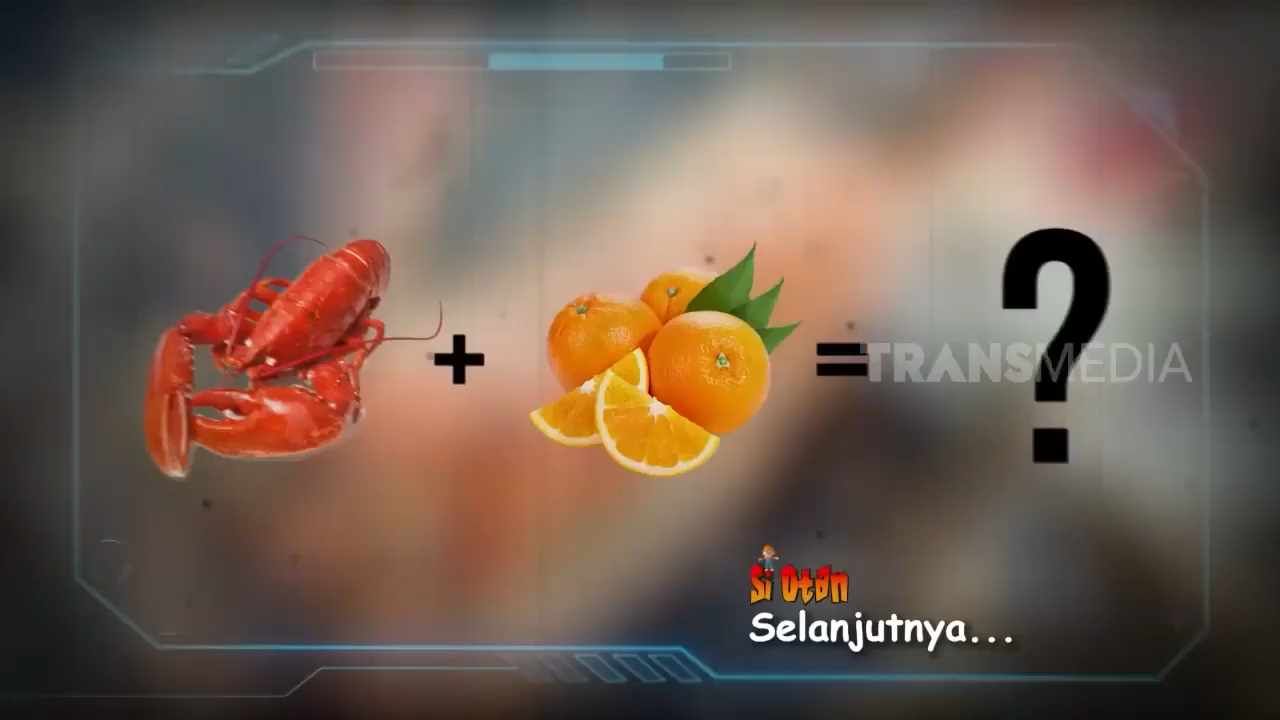 +
=
?
TRANSMEDIA
Si Otan
Selanjutnya...